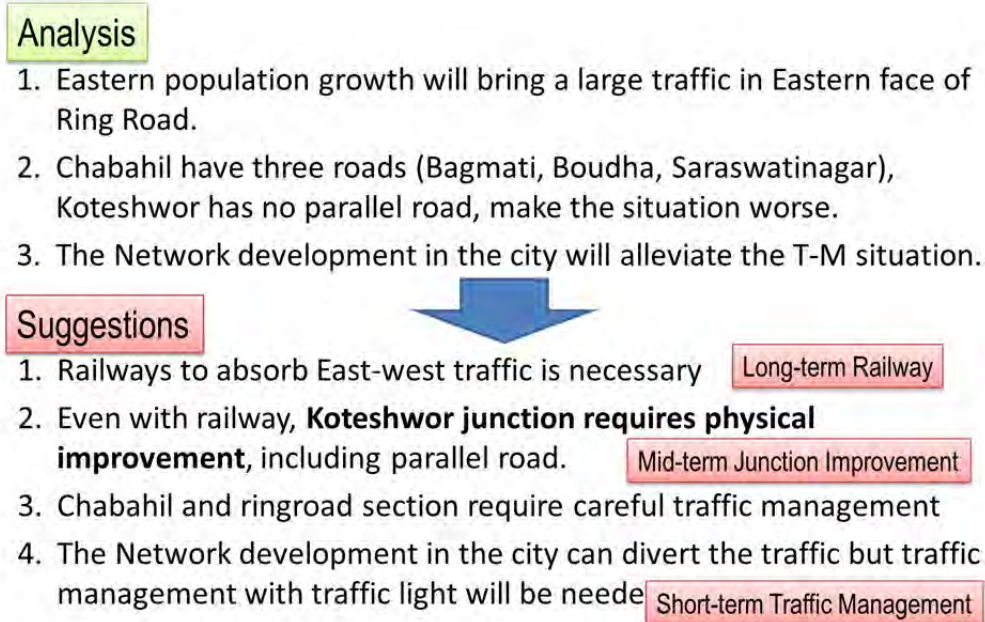 Analysis
1. Eastern population growth will bring a large traffic in Eastern face of
Ring Road.
2. Chabahil have three roads (Bagmati, Boudha, Saraswatinagar),
Koteshwor has no parallel road, make the situation worse.
3. The Network development in the city will alleviate the T-M situation.
Suggestions
1. Railways to absorb East-west traffic is necessary
Long-term Railway
2. Even with railway, Koteshwor junction requires physical
improvement, including parallel road.
Mid-term Junction Improvement
3. Chabahil and ringroad section require careful traffic management
4. The Network development in the city can divert the traffic but traffic
management with traffic light will be neede
Short-term Traffic Management